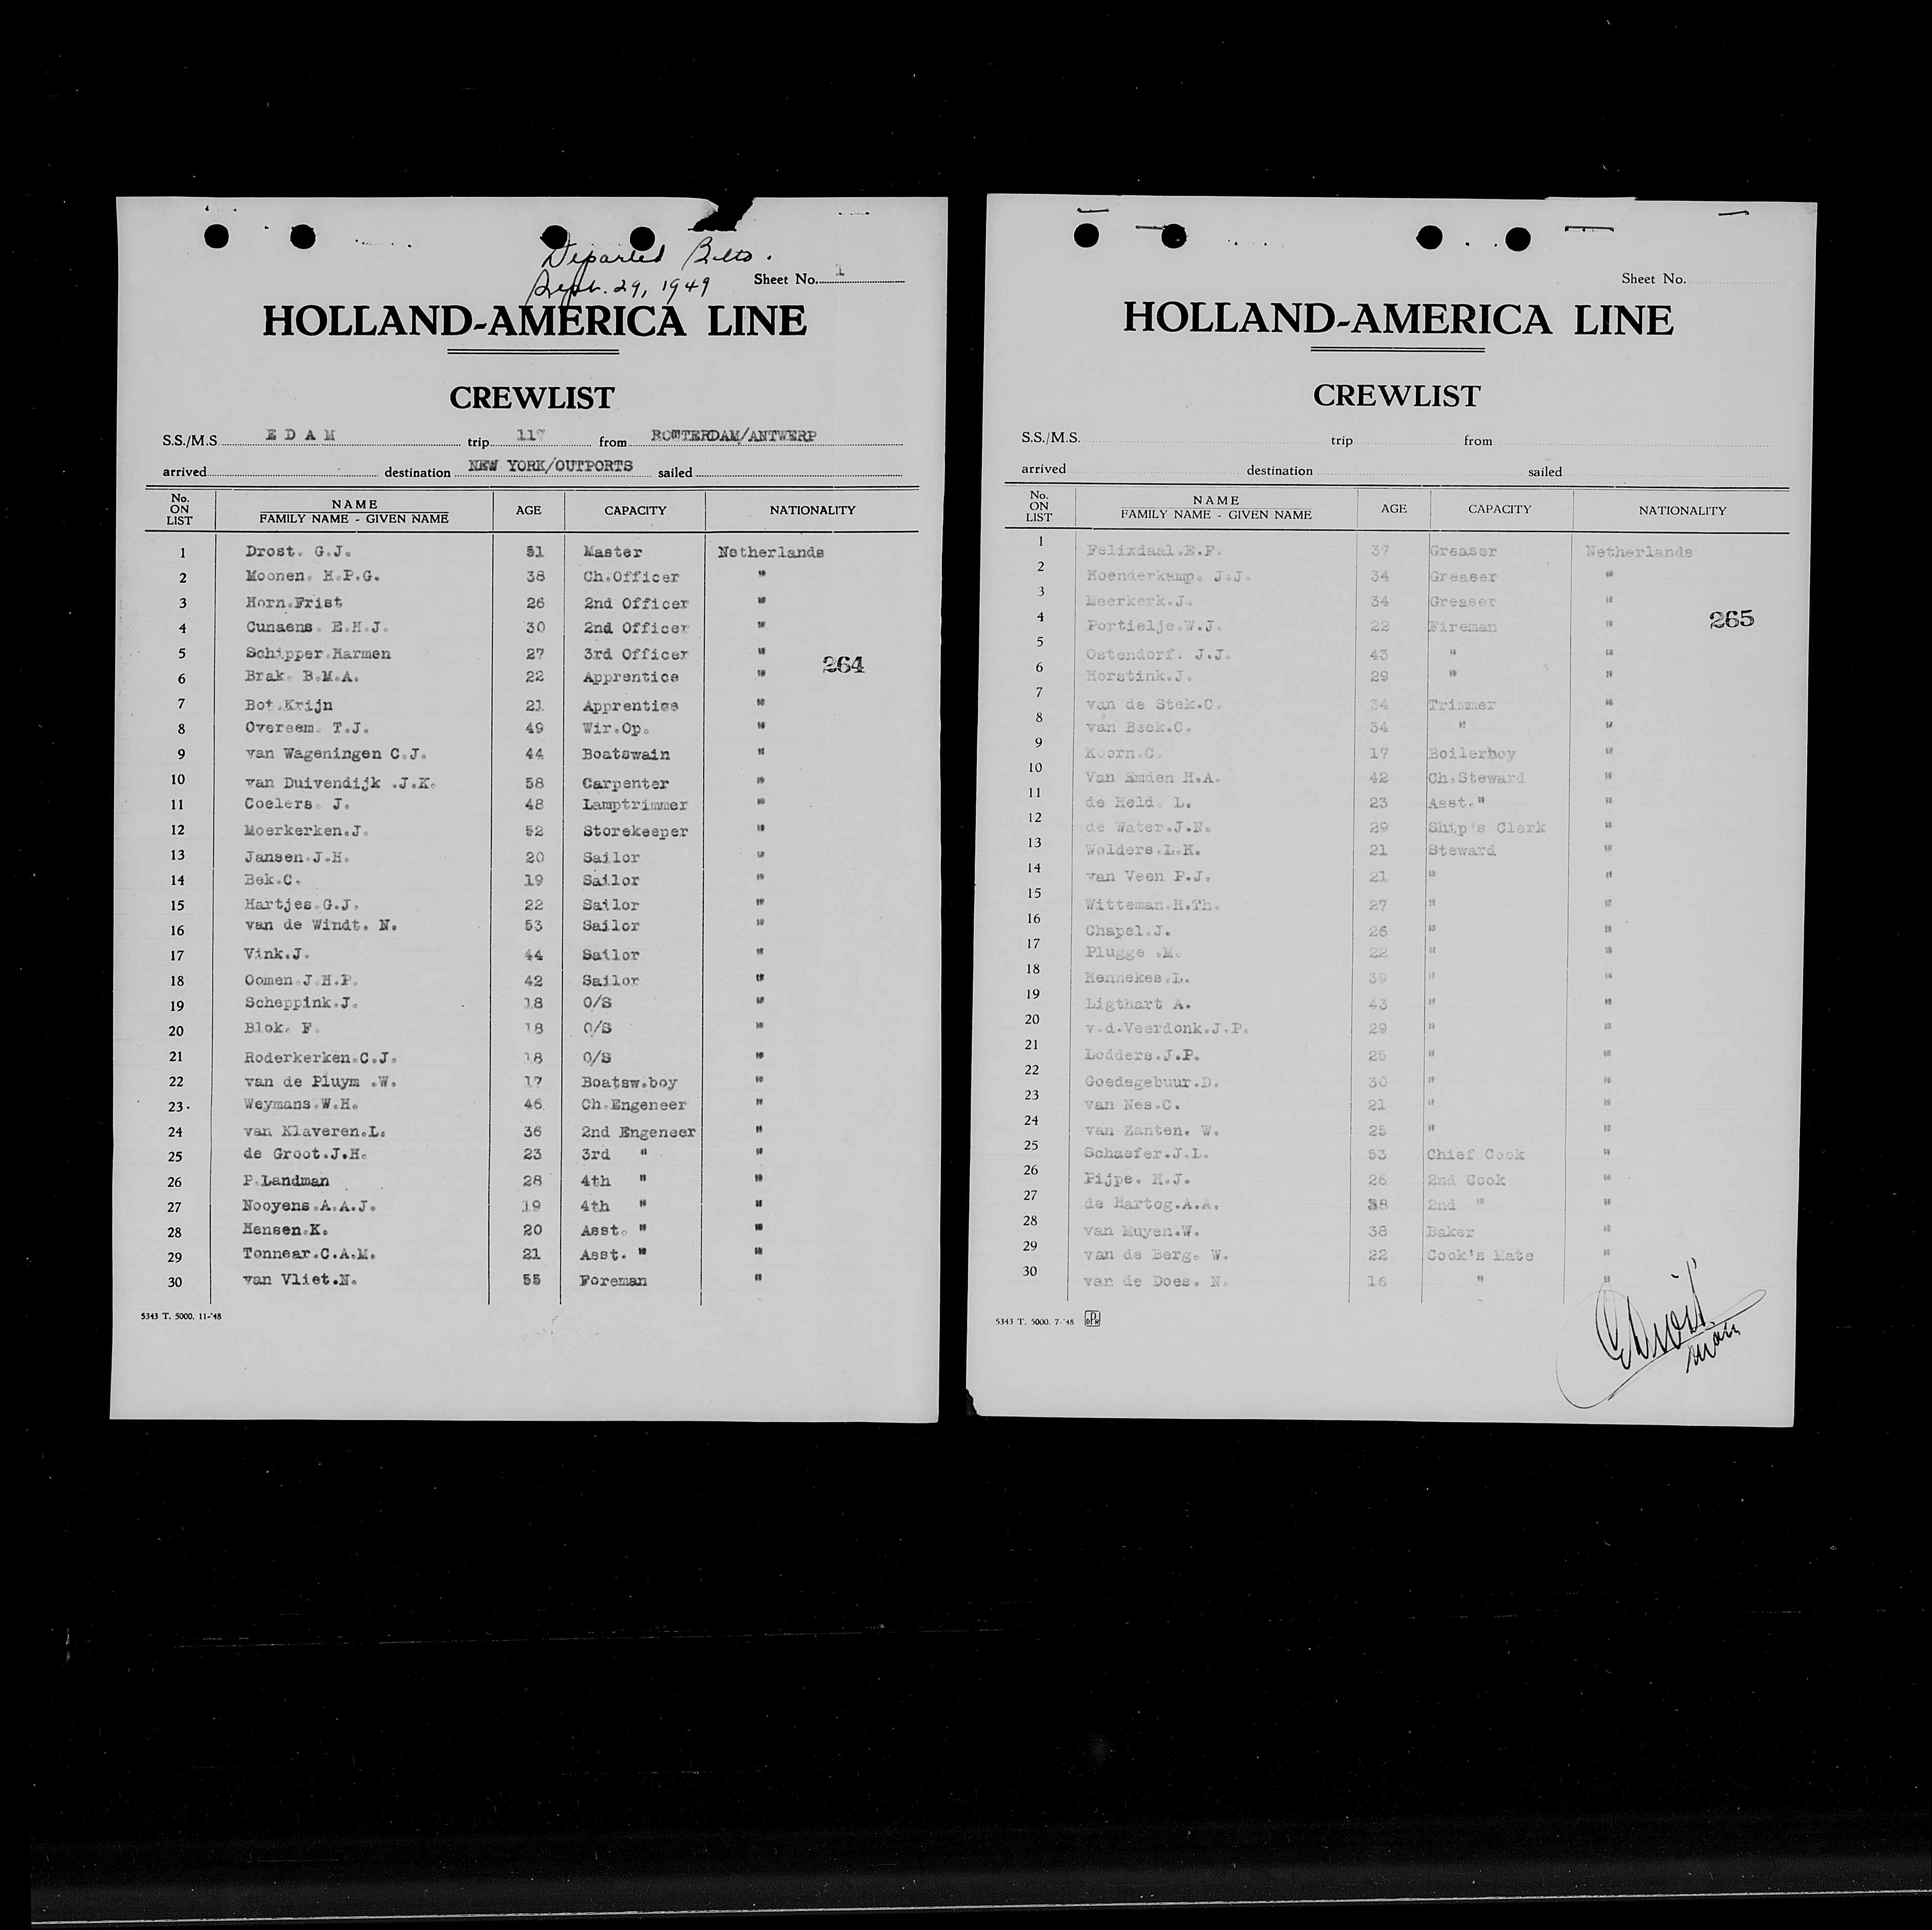 Departed Balto.
Sept. 29, 1949
Sheet No. 1
HOLLAND-AMERICA LINE
CREWLIST
S.S./M.S. E D A M trip 117 from ROTTERDAM/ANTWERP
arrived destination NEW YORK/OUTPORTS sailed
No. ON LIST NAME FAMILY NAME - GIVEN NAME AGE CAPACITY NATIONALITY
1 Drost. G.J. 51 Master Netherlands
2 Moonen. H.P.G. 38 Ch.Officer "
3 Horn.Frist 26 2nd Officer "
4 Cunaens. E.H.J. 30 2nd Officer "
5 Schipper.Harmen 27 3rd Officer "
264
6 Brak. B.M.A. 22 Apprentice "
7 Bot.Krijn 21 Apprentice "
8 Overeem. T.J. 49 Wir.Op. "
9 van Wageningen C.J. 44 Boatswain "
10 van Duivendijk .J.K. 58 Carpenter "
11 Coelers. J. 48 Lamptrimmer "
12 Moerkerken.J. 52 Storekeeper "
13 Jansen.J.H. 20 Sailor "
14 Bek.C. 19 Sailor "
15 Hartjes.G.J. 22 Sailor "
16 van de Windt. N. 53 Sailor "
17 Vink.J. 44 Sailor "
18 Oomen.J.H.P. 42 Sailor "
19 Scheppink.J. 18 O/S "
20 Blok. F. 18 O/S "
21 Roderkerken.C.J. 18 O/S "
22 van de Pluym .W. 17 Boatsw.boy "
23. Weymans.W.H. 46 Ch.Engeneer "
24 van Klaveren.L. 36 2nd Engeneer "
25 de Groot.J.H. 23 3rd " "
26 P.Landman 28 4th " "
27 Nooyens.A.A.J. 19 4th " "
28 Hensen.K. 20 Asst. " "
29 Tonnear.C.A.M. 21 Asst. " "
30 van Vliet.N. 55 Foreman "
5343 T. 5000. 11-'48
Sheet No.
HOLLAND-AMERICA LINE
CREWLIST
S.S./M.S. trip from
arrived destination sailed
No. ON LIST NAME FAMILY NAME - GIVEN NAME AGE CAPACITY NATIONALITY
1 Felixdaal.E.F. 37 Greaser Netherlands
2 Hoenderkamp. J.J. 34 Greaser "
3 Meerkerk.J. 34 Greaser "
265
4 Portielje.W.J. 22 Fireman "
5 Ostendorf. J.J. 43 " "
6 Horstink.J. 29 " "
7 van de Stek.C. 34 Trimmer "
8 van Beek.C. 34 " "
9 Koorn.C. 17 Boilerboy "
10 Van Emden H.A. 42 Ch.Steward "
11 de Held. L. 23 Asst." "
12 de Water.J.N. 29 Ship's Clerk "
13 Wolders.L.K. 21 Steward "
14 van Veen P.J. 21 " "
15 Witteman.H.Th. 27 " "
16 Chapel.J. 26 " "
17 Plugge .M. 22 " "
18 Hennekes.L. 39 " "
19 Ligthart A. 43 " "
20 v.d.Veerdonk.J.P. 29 " "
21 Lodders.J.P. 25 " "
22 Goedegebuur.D. 30 " "
23 van Nes.C. 21 " "
24 van Zanten. W. 25 " "
25 Schaefer.J.L. 53 Chief Cook "
26 Pijpe. H.J. 26 2nd Cook "
27 de Hartog.A.A. 38 2nd " "
28 van Muyen.W. 38 Baker "
29 van de Berg. W. 22 Cook's Mate "
30 van de Does. N. 16 " "
5343 T. 5000. 7-'48